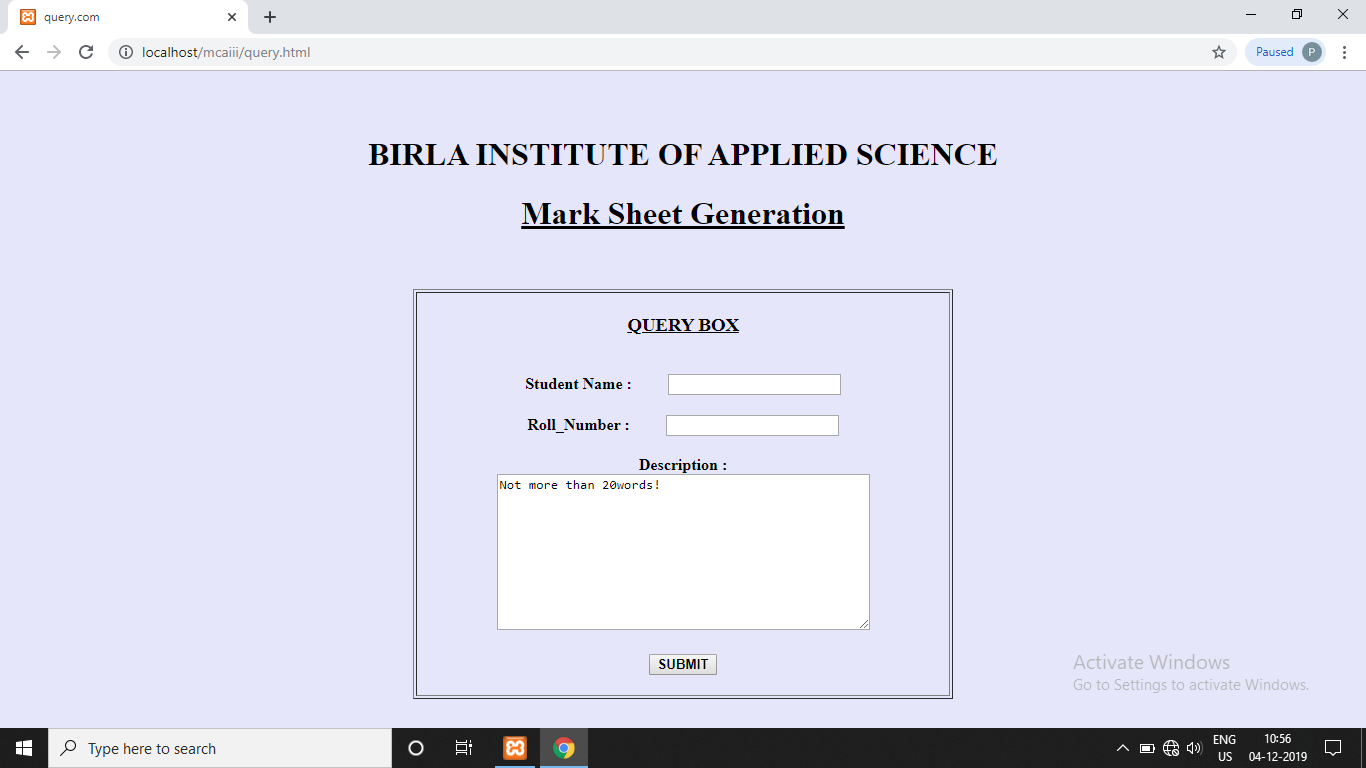 query.com
localhost/mcaiii/query.html
Paused P
BIRLA INSTITUTE OF APPLIED SCIENCE
Mark Sheet Generation
QUERY BOX
Student Name :
Roll_Number :
Description :
Not more than 20words!
SUBMIT
Activate Windows
Go to Settings to activate Windows.
Type here to search
ENG
US
10:56
04-12-2019